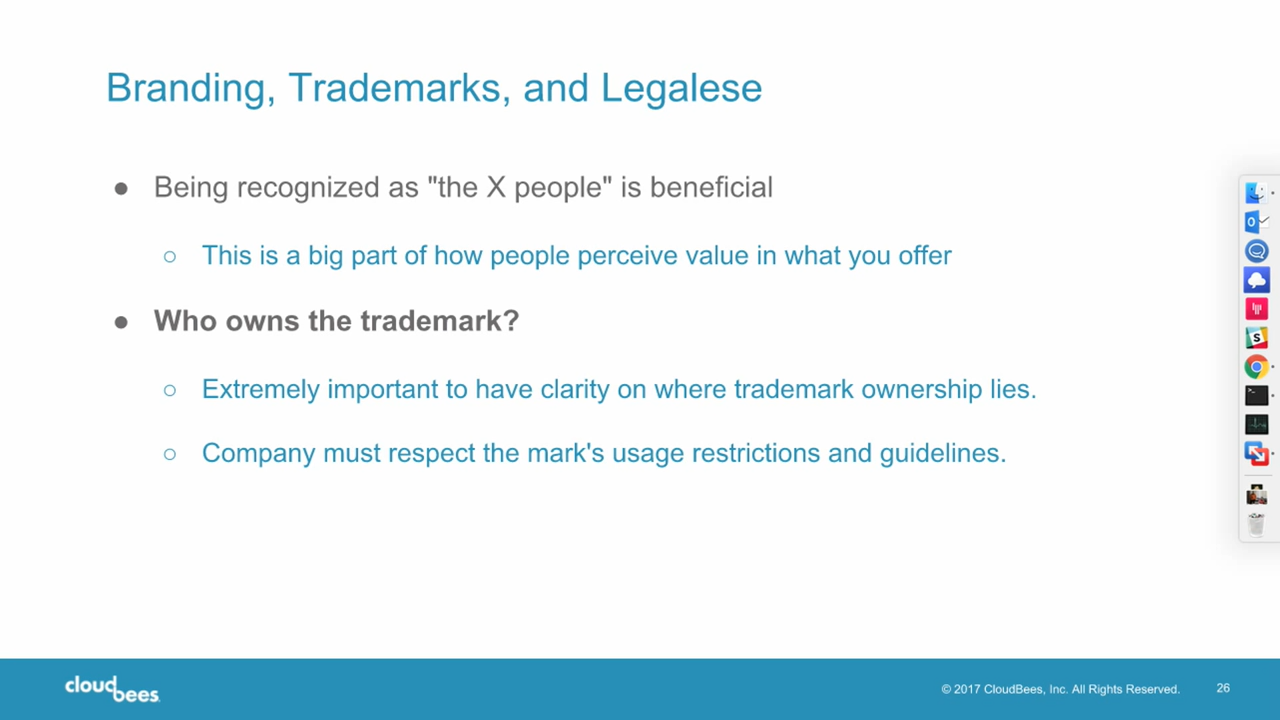 Branding, Trademarks, and Legalese
● Being recognized as "the X people" is beneficial
○ This is a big part of how people perceive value in what you offer
● Who owns the trademark?
○ Extremely important to have clarity on where trademark ownership lies.
○ Company must respect the mark's usage restrictions and guidelines.
cloudbees
© 2017 CloudBees, Inc. All Rights Reserved.
26